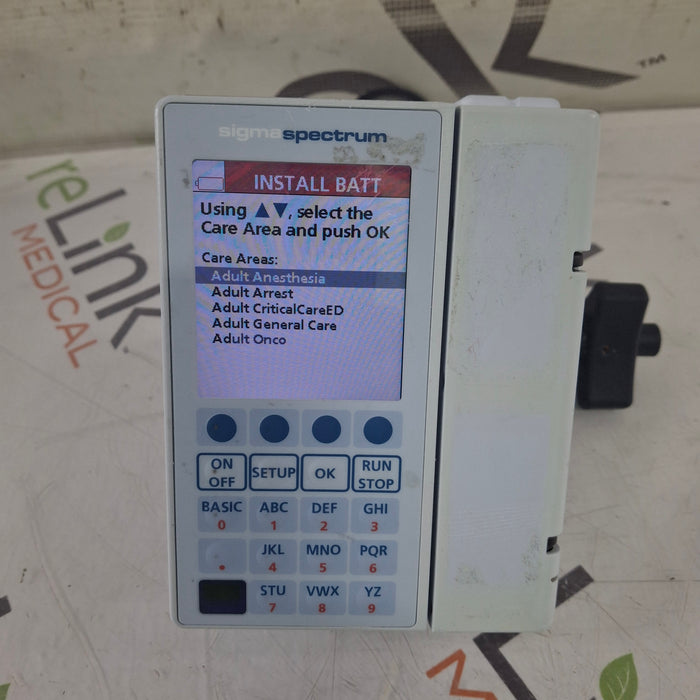 sigmaspectrum
INSTALL BATT
Using ▲▼, select the
Care Area and push OK
Care Areas:
Adult Anesthesia
Adult Arrest
Adult CriticalCareED
Adult General Care
Adult Onco
ON
OFF
SETUP
OK
RUN
STOP
BASIC
0
ABC
1
DEF
2
GHI
3
.
JKL
4
MNO
5
PQR
6
STU
7
VWX
8
YZ
9
reLink
MEDICAL
TM